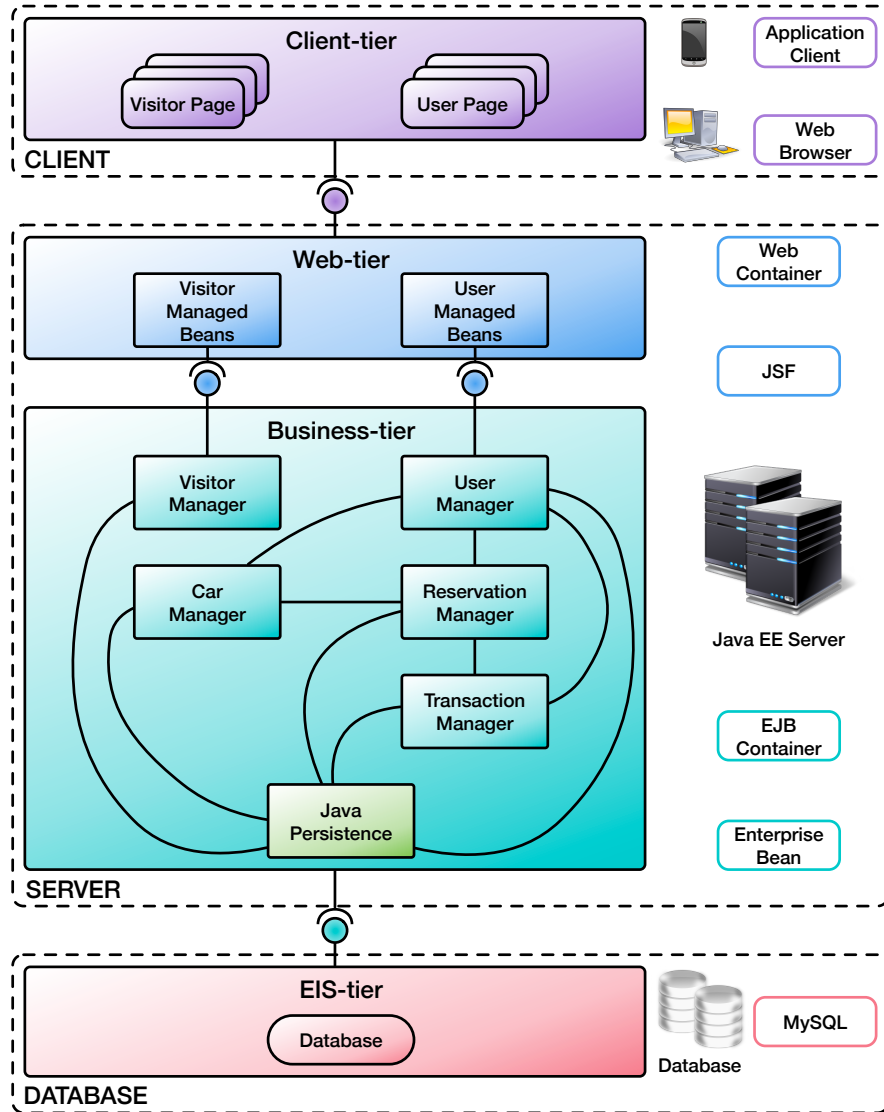 Client-tier
Visitor Page
User Page
CLIENT
Application
Client
Web
Browser
Web-tier
Visitor
Managed
Beans
User
Managed
Beans
Web
Container
JSF
Business-tier
Visitor
Manager
User
Manager
Car
Manager
Reservation
Manager
Transaction
Manager
Java
Persistence
SERVER
Java EE Server
EJB
Container
Enterprise
Bean
EIS-tier
Database
DATABASE
Database
MySQL